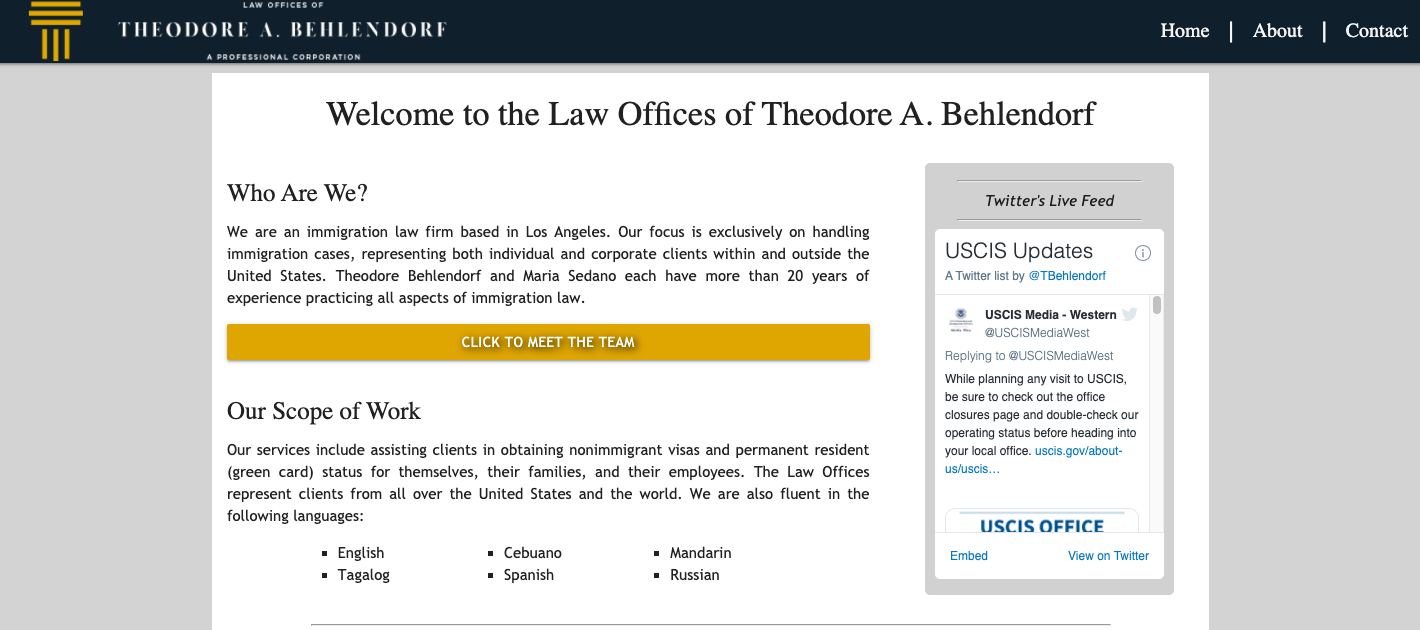 LAW OFFICES OF
THEODORE A. BEHLENDORF
A PROFESSIONAL CORPORATION
Home | About | Contact
Welcome to the Law Offices of Theodore A. Behlendorf
Who Are We?
We are an immigration law firm based in Los Angeles. Our focus is exclusively on handling
immigration cases, representing both individual and corporate clients within and outside the
United States. Theodore Behlendorf and Maria Sedano each have more than 20 years of
experience practicing all aspects of immigration law.
CLICK TO MEET THE TEAM
Our Scope of Work
Our services include assisting clients in obtaining nonimmigrant visas and permanent resident
(green card) status for themselves, their families, and their employees. The Law Offices
represent clients from all over the United States and the world. We are also fluent in the
following languages:
English
Tagalog
Cebuano
Spanish
Mandarin
Russian
Twitter's Live Feed
USCIS Updates
A Twitter list by @TBehlendorf
USCIS Media - Western
@USCISMediaWest
Replying to @USCISMediaWest
While planning any visit to USCIS,
be sure to check out the office
closures page and double-check our
operating status before heading into
your local office. uscis.gov/about-
us/uscis…
USCIS OFFICE
Embed
View on Twitter